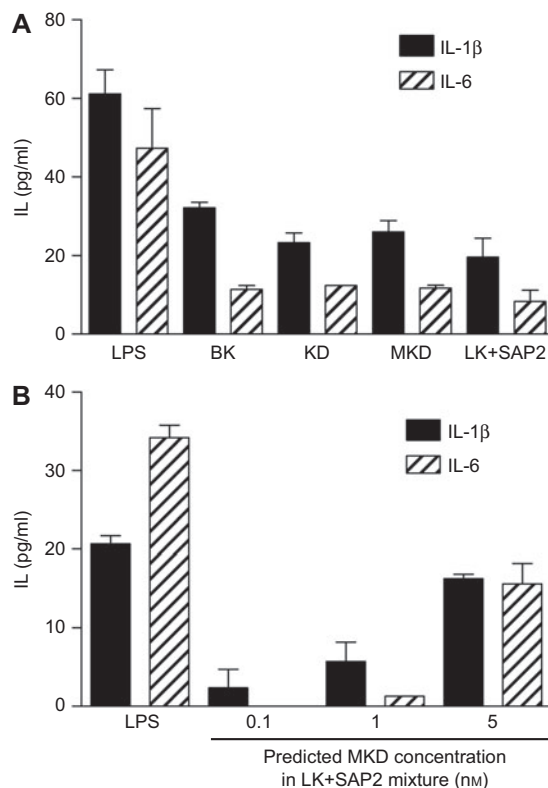 A
80
60
40
20
0
IL (pg/ml)
IL-1β
IL-6
LPS BK KD MKD LK+SAP2
B
40
30
20
10
0
IL (pg/ml)
IL-1β
IL-6
LPS 0.1 1 5
Predicted MKD concentration
in LK+SAP2 mixture (nM)